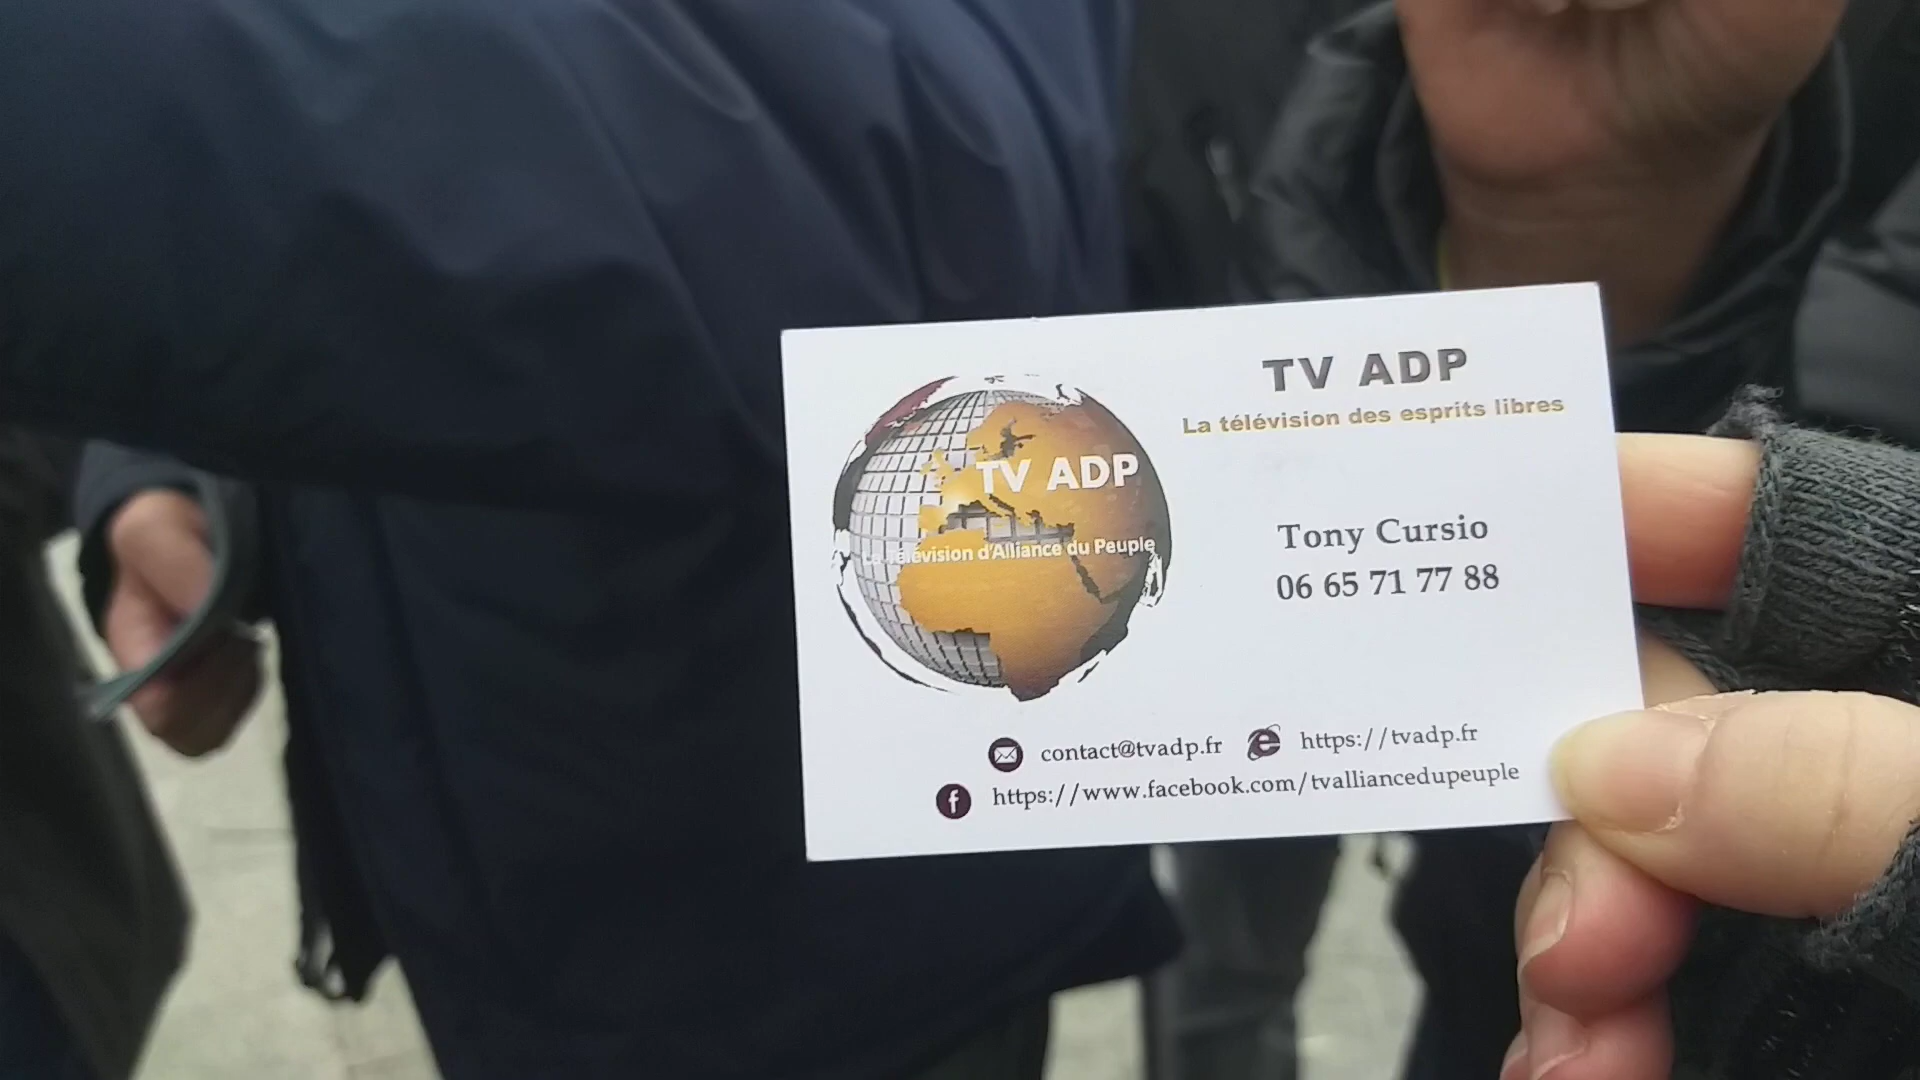 TV ADP
La télévision des esprits libres
TV ADP
La Télévision d'Alliance du Peuple
Tony Cursio
06 65 71 77 88
contact@tvadp.fr https://tvadp.fr
https://www.facebook.com/tvalliancedupeuple